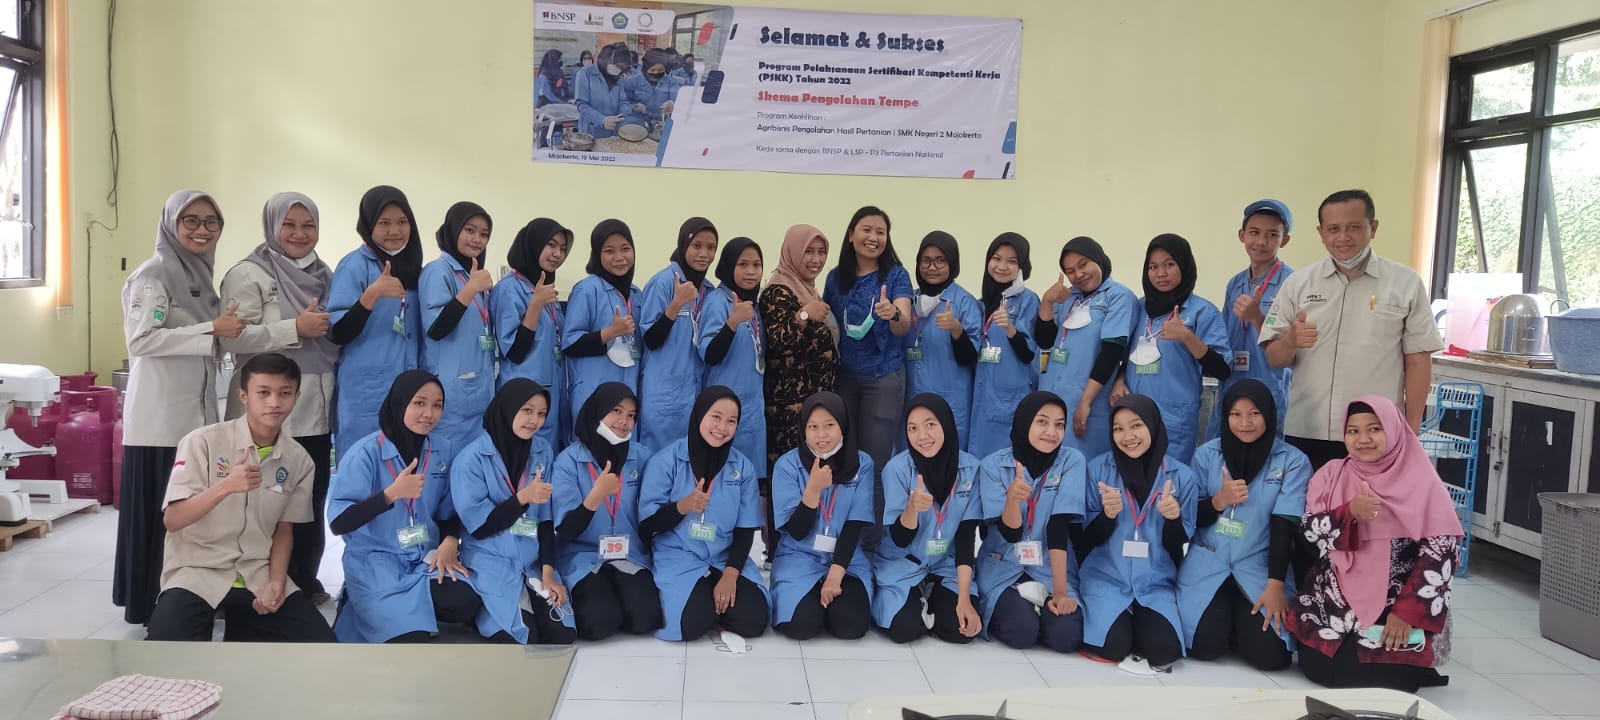 BNSP
Selamat & Sukses
Program Pelaksanaan Sertifikasi Kompetensi Kerja
(PSKK) Tahun 2022
Skema Pengolahan Tempe
Program Keahlihan :
Agribisnis Pengolahan Hasil Pertanian | SMK Negeri 2 Mojokerto
Kerja sama dengan BNSP & LSP - P3 Pertanian Nasional
Mojokerto, 19 Mei 2022
22
39
21